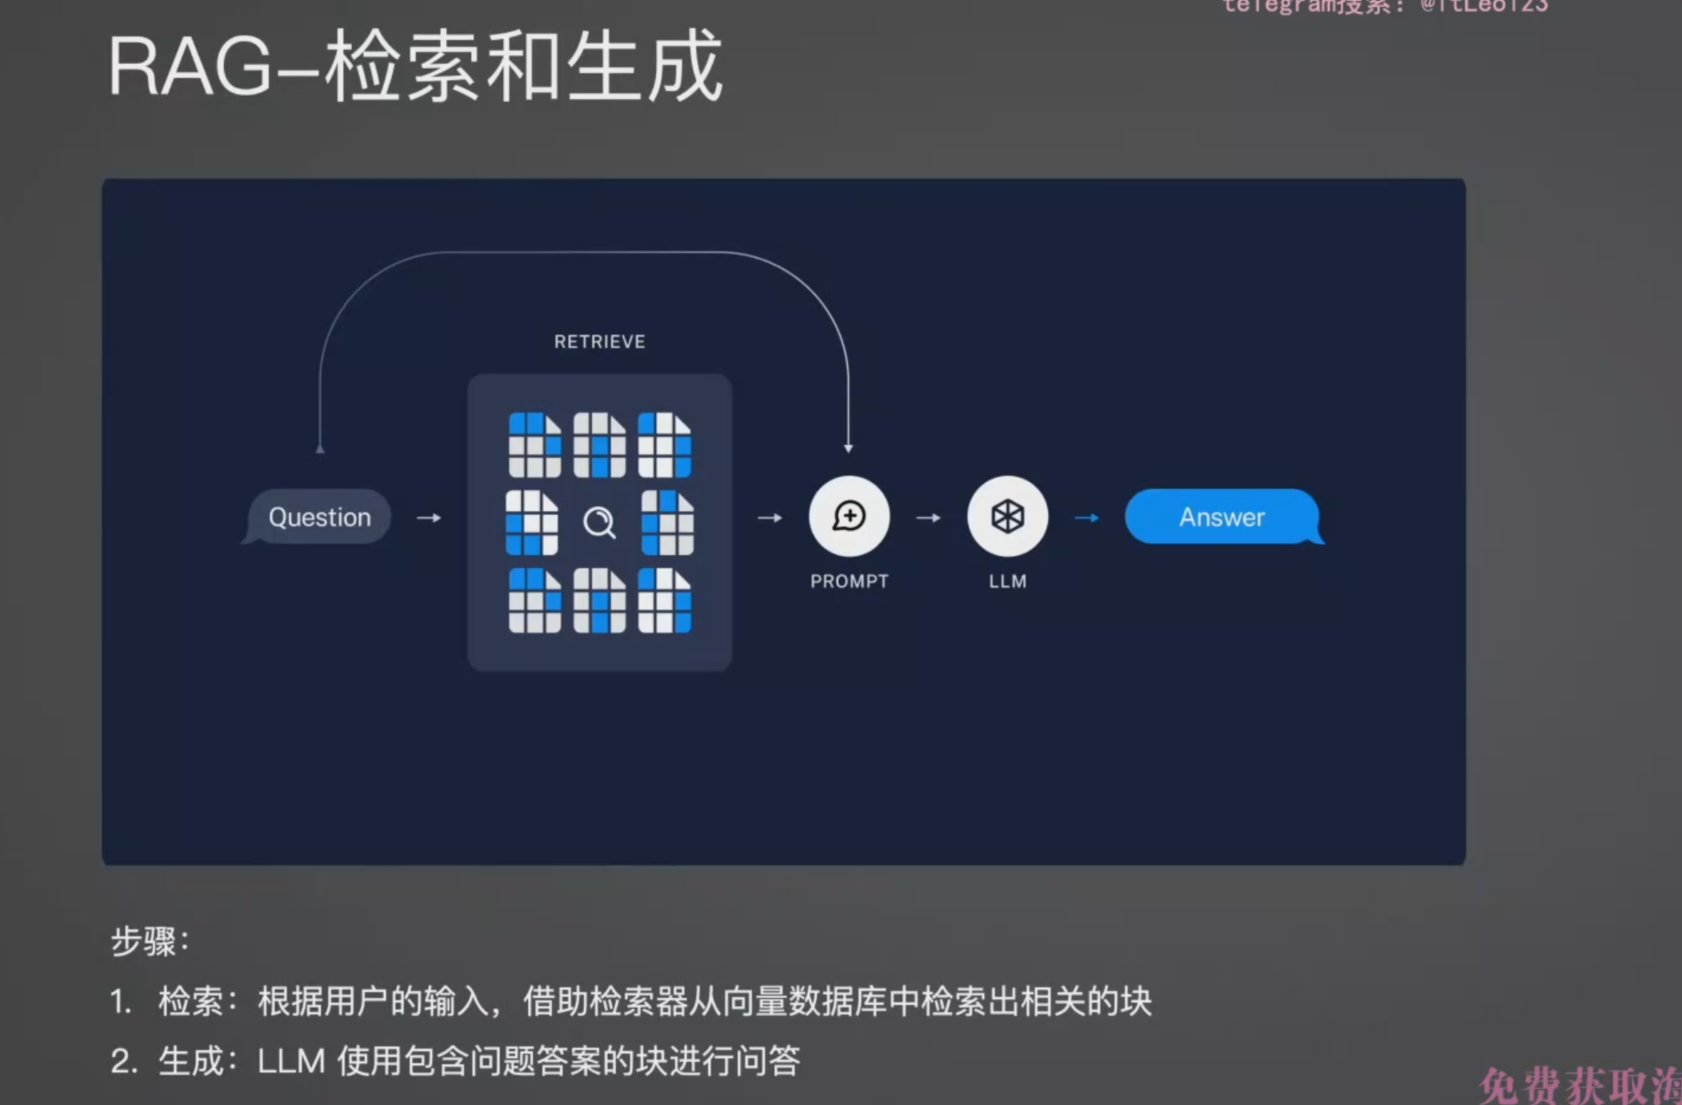 telegram搜索：@itLeo123
RAG–检索和生成
RETRIEVE
Question
Answer
PROMPT
LLM
步骤：
1. 检索：根据用户的输入，借助检索器从向量数据库中检索出相关的块
2. 生成：LLM 使用包含问题答案的块进行问答
免费获取海